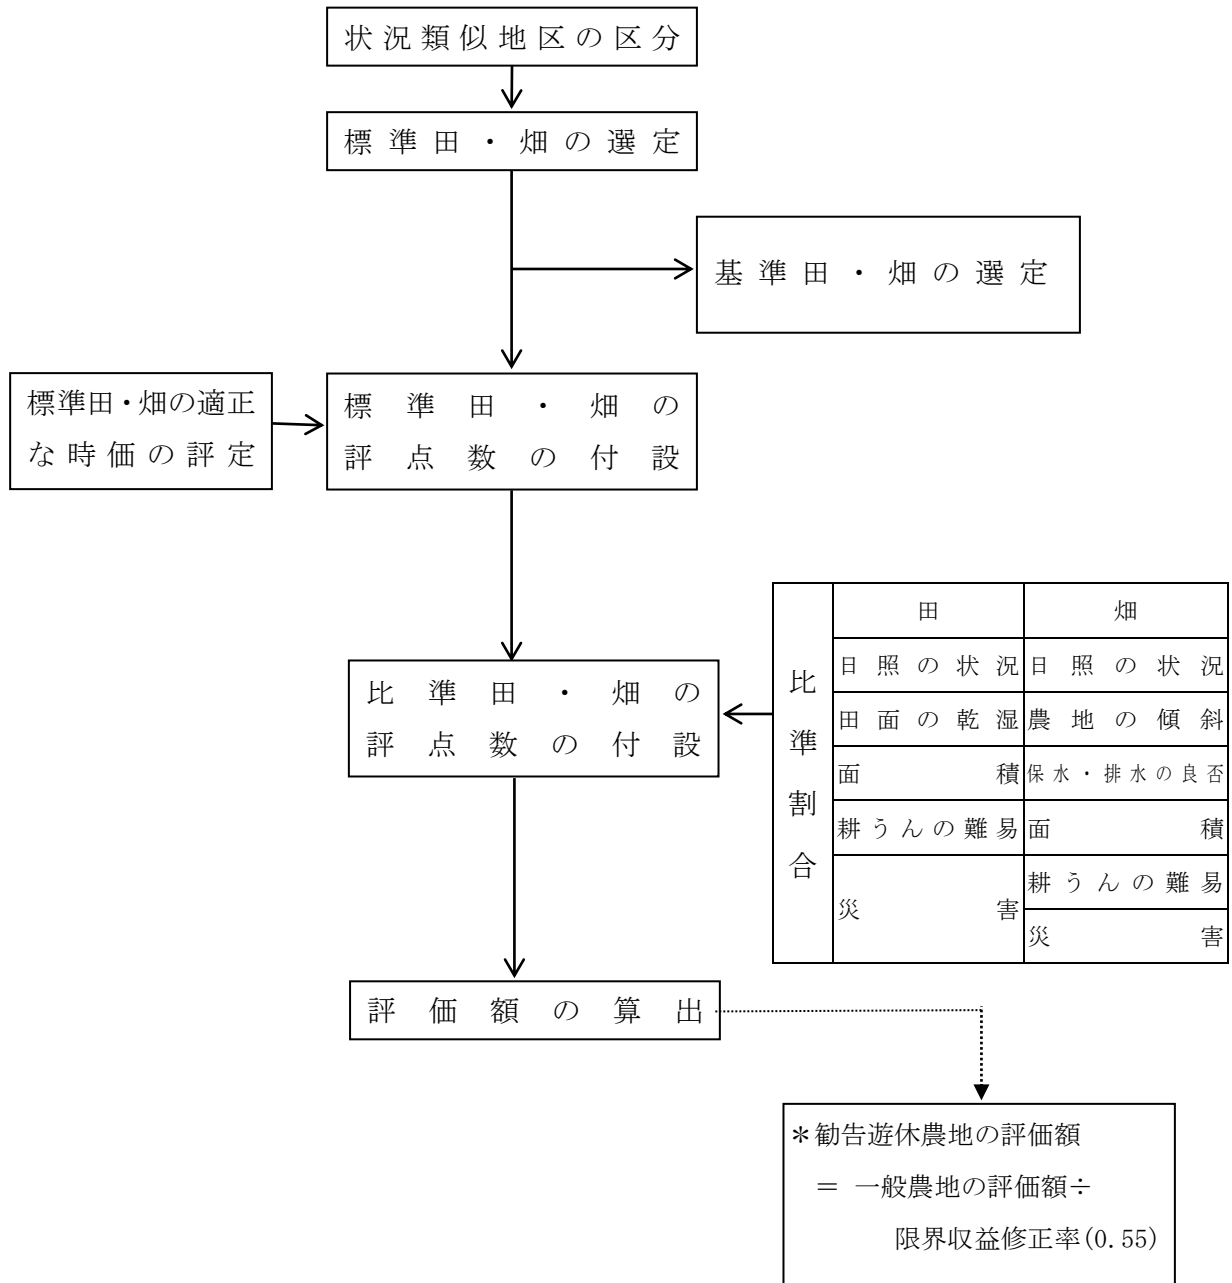 状況類似地区の区分
標準田・畑の選定
基準田・畑の選定
標準田・畑の適正
な時価の評定
標準田・畑の
評点数の付設
比準田・畑の
評点数の付設
比準割合
田 畑
日照の状況 日照の状況
田面の乾湿 農地の傾斜
面積 保水・排水の良否
耕うんの難易 面積
災害 耕うんの難易
災害
評価額の算出
＊勧告遊休農地の評価額
＝ 一般農地の評価額÷
限界収益修正率(0.55)